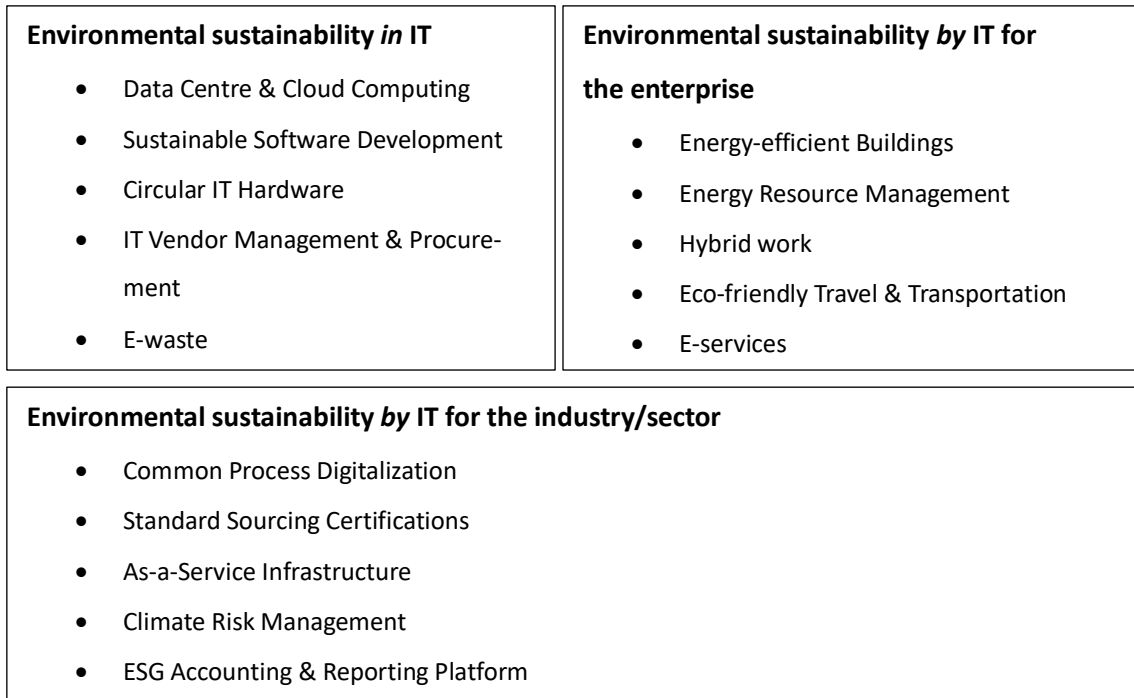 Environmental sustainability in IT
• Data Centre & Cloud Computing
• Sustainable Software Development
• Circular IT Hardware
• IT Vendor Management & Procure-
ment
• E-waste
Environmental sustainability by IT for
the enterprise
• Energy-efficient Buildings
• Energy Resource Management
• Hybrid work
• Eco-friendly Travel & Transportation
• E-services
Environmental sustainability by IT for the industry/sector
• Common Process Digitalization
• Standard Sourcing Certifications
• As-a-Service Infrastructure
• Climate Risk Management
• ESG Accounting & Reporting Platform